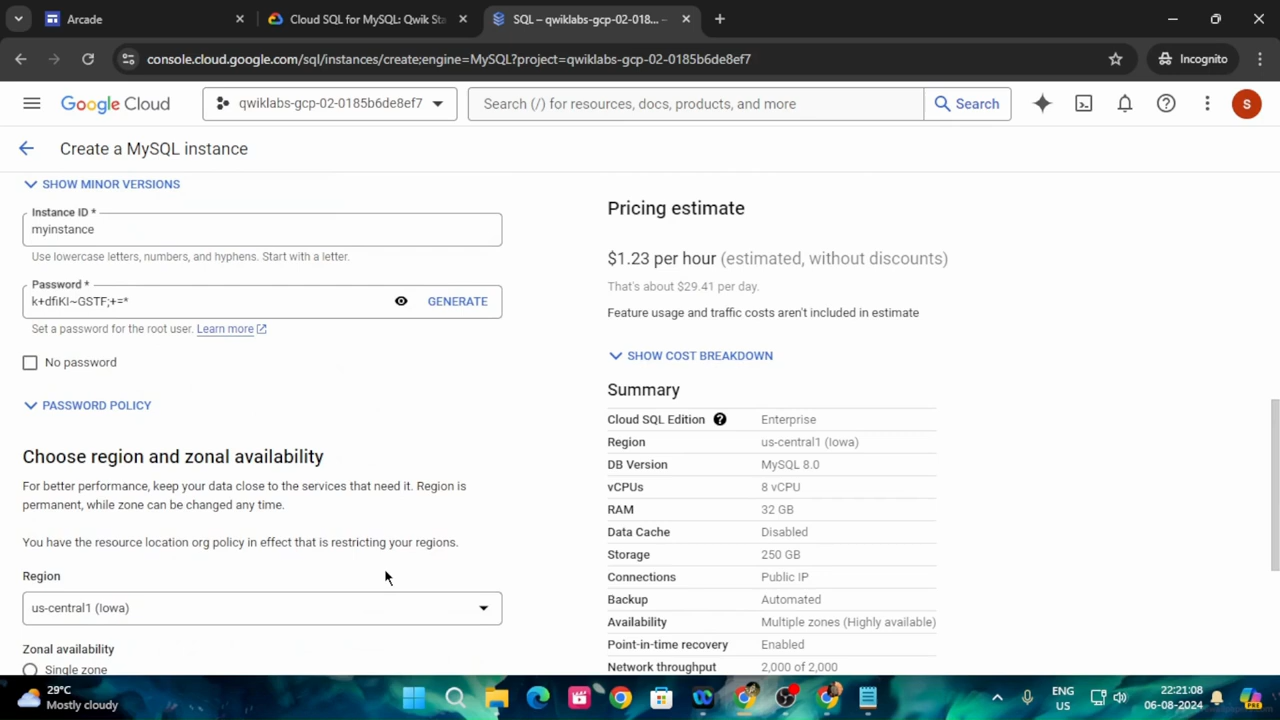 Arcade
Cloud SQL for MySQL: Qwik Sta
SQL – qwiklabs-gcp-02-018... –
console.cloud.google.com/sql/instances/create;engine=MySQL?project=qwiklabs-gcp-02-0185b6de8ef7
Incognito
Google Cloud
qwiklabs-gcp-02-0185b6de8ef7
Search (/) for resources, docs, products, and more
Search
S
Create a MySQL instance
SHOW MINOR VERSIONS
Instance ID *
myinstance
Use lowercase letters, numbers, and hyphens. Start with a letter.
Password *
k+dfiKI~GSTF;+=*
GENERATE
Set a password for the root user. Learn more
No password
PASSWORD POLICY
Choose region and zonal availability
For better performance, keep your data close to the services that need it. Region is
permanent, while zone can be changed any time.
You have the resource location org policy in effect that is restricting your regions.
Region
us-central1 (Iowa)
Zonal availability
Single zone
Pricing estimate
$1.23 per hour (estimated, without discounts)
That's about $29.41 per day.
Feature usage and traffic costs aren't included in estimate
SHOW COST BREAKDOWN
Summary
Cloud SQL Edition Enterprise
Region us-central1 (Iowa)
DB Version MySQL 8.0
vCPUs 8 vCPU
RAM 32 GB
Data Cache Disabled
Storage 250 GB
Connections Public IP
Backup Automated
Availability Multiple zones (Highly available)
Point-in-time recovery Enabled
Network throughput 2,000 of 2,000
29°C
Mostly cloudy
ENG
US
22:21:08
06-08-2024
PRE